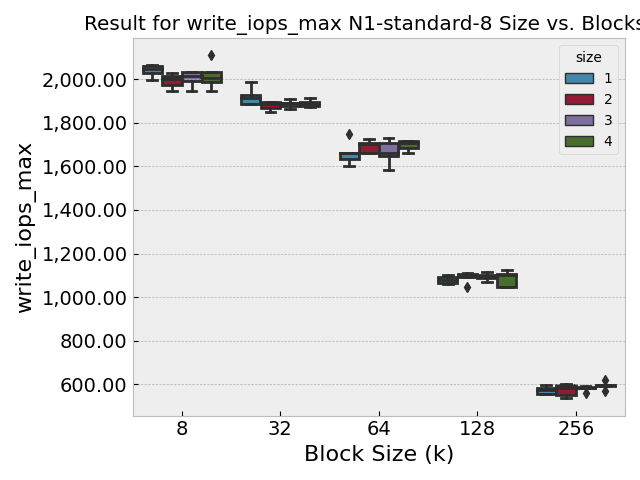 Result for write_iops_max N1-standard-8 Size vs. Blocks
size
1
2
3
4
2,000.00
1,800.00
1,600.00
1,400.00
1,200.00
1,000.00
800.00
600.00
write_iops_max
8 32 64 128 256
Block Size (k)